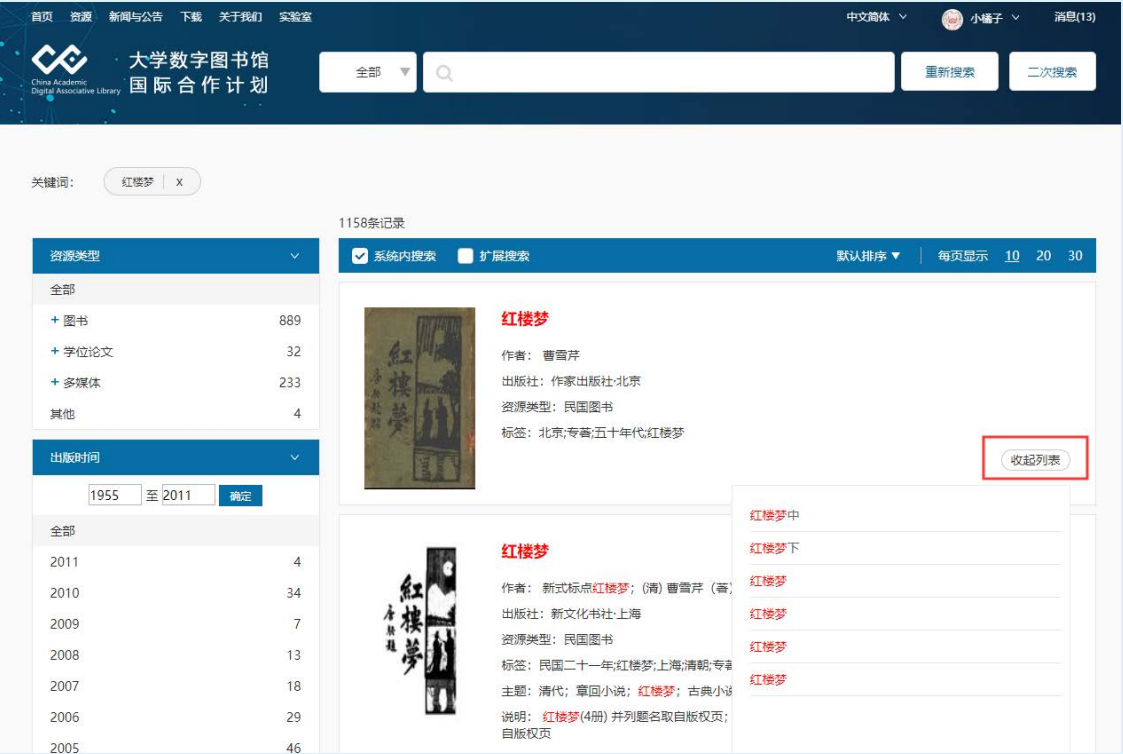 首页 资源 新闻与公告 下载 关于我们 实验室 中文简体 小橘子 消息(13)
China Academic
Digital Associative Library
大学数字图书馆
国际合作计划
全部 重新搜索 二次搜索
关键词: 红楼梦 X
1158条记录
资源类型
全部
+ 图书 889
+ 学位论文 32
+ 多媒体 233
其他 4
出版时间
1955 至 2011 确定
全部
2011 4
2010 34
2009 7
2008 13
2007 18
2006 29
2005 46
系统内搜索 扩展搜索 默认排序▼ 每页显示 10 20 30
紅樓夢
红楼梦
作者: 曹雪芹
出版社: 作家出版社·北京
资源类型: 民国图书
标签: 北京;专著;五十年代;红楼梦
收起列表
紅樓夢
红楼梦
作者: 新式标点红楼梦; (清) 曹雪芹 (著)
出版社: 新文化书社·上海
资源类型: 民国图书
标签: 民国二十一年;红楼梦;上海;清朝;专著
主题: 清代; 章回小说; 红楼梦; 古典小说
说明: 红楼梦(4册) 并列题名取自版权页;
自版权页
红楼梦中
红楼梦下
红楼梦
红楼梦
红楼梦
红楼梦